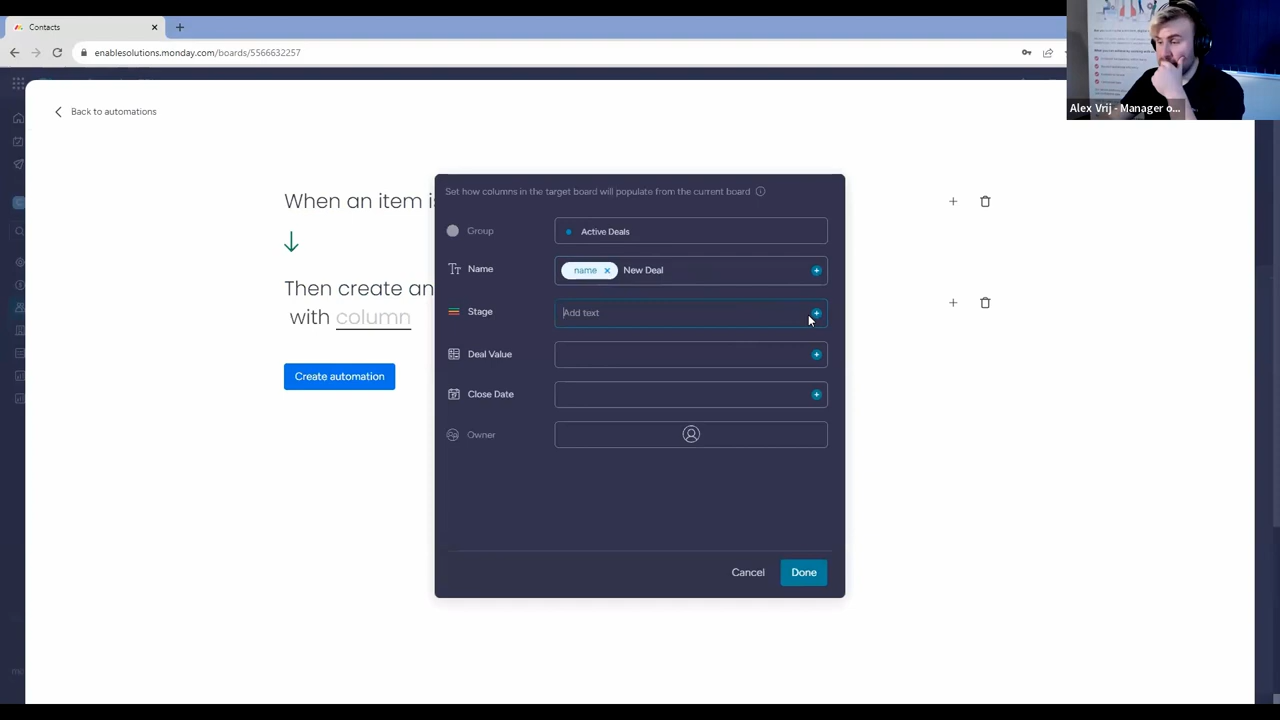 Contacts
enablesolutions.monday.com/boards/5566632257
Alex Vrij - Manager o...
Back to automations
Set how columns in the target board will populate from the current board
When an item is
Group
Active Deals
Name
name × New Deal
Then create an
with column
Stage
Add text
Deal Value
Create automation
Close Date
Owner
Cancel
Done